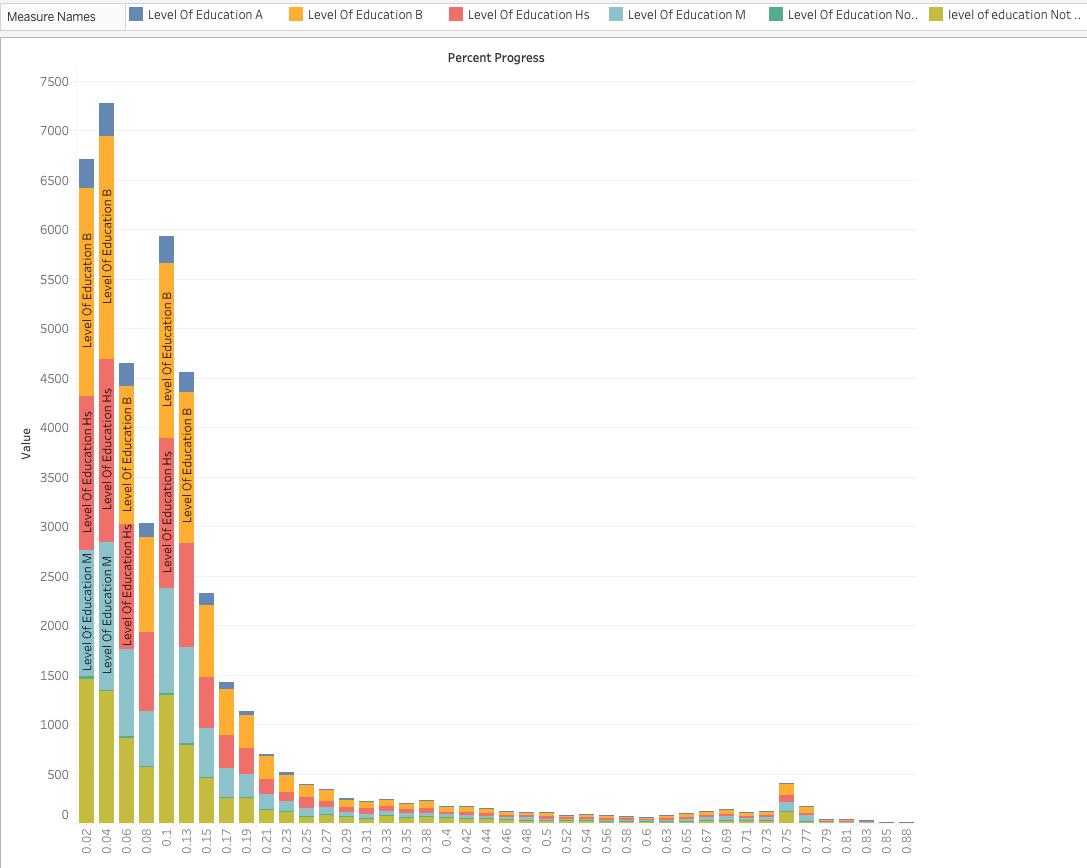 Measure Names
Level Of Education A
Level Of Education B
Level Of Education Hs
Level Of Education M
Level Of Education No..
level of education Not ..
Percent Progress
Value
7500
7000
6500
6000
5500
5000
4500
4000
3500
3000
2500
2000
1500
1000
500
0
Level Of Education B
Level Of Education Hs
Level Of Education M
Level Of Education B
Level Of Education Hs
Level Of Education M
Level Of Education B
Level Of Education Hs
Level Of Education B
Level Of Education Hs
Level Of Education B
0.02
0.04
0.06
0.08
0.1
0.13
0.15
0.17
0.19
0.21
0.23
0.25
0.27
0.29
0.31
0.33
0.35
0.38
0.4
0.42
0.44
0.46
0.48
0.5
0.52
0.54
0.56
0.58
0.6
0.63
0.65
0.67
0.69
0.71
0.73
0.75
0.77
0.79
0.81
0.83
0.85
0.88